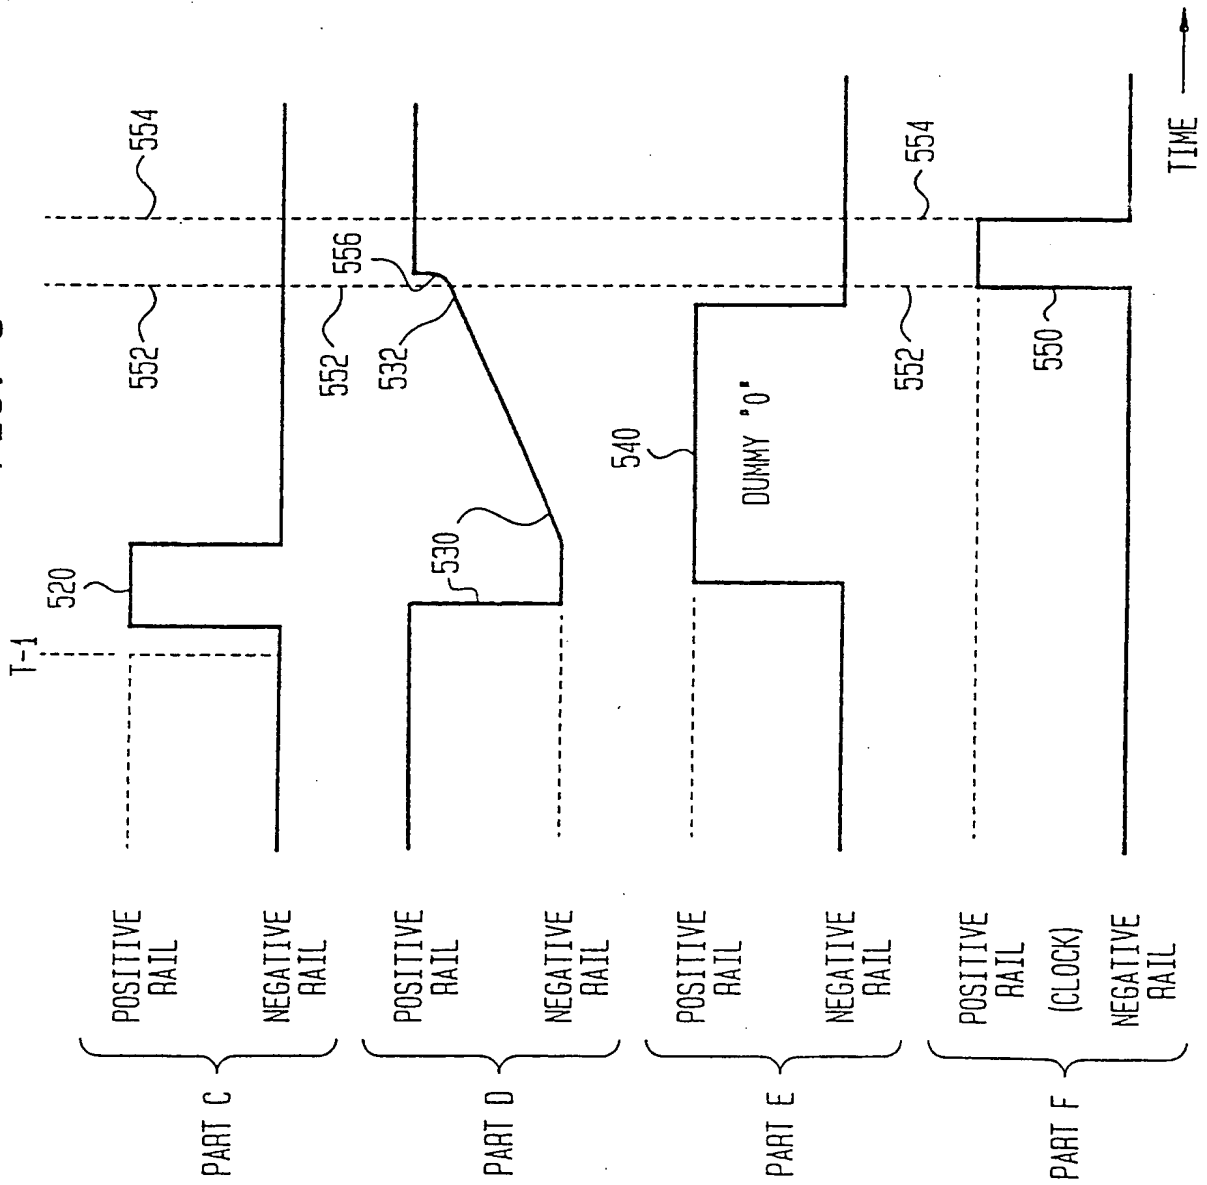 T-1
520
552
554
POSITIVE
RAIL
NEGATIVE
RAIL
PART C
530
532
552
556
POSITIVE
RAIL
NEGATIVE
RAIL
PART D
540
DUMMY "0"
POSITIVE
RAIL
NEGATIVE
RAIL
PART E
552
554
550
POSITIVE
RAIL
(CLOCK)
NEGATIVE
RAIL
PART F
TIME